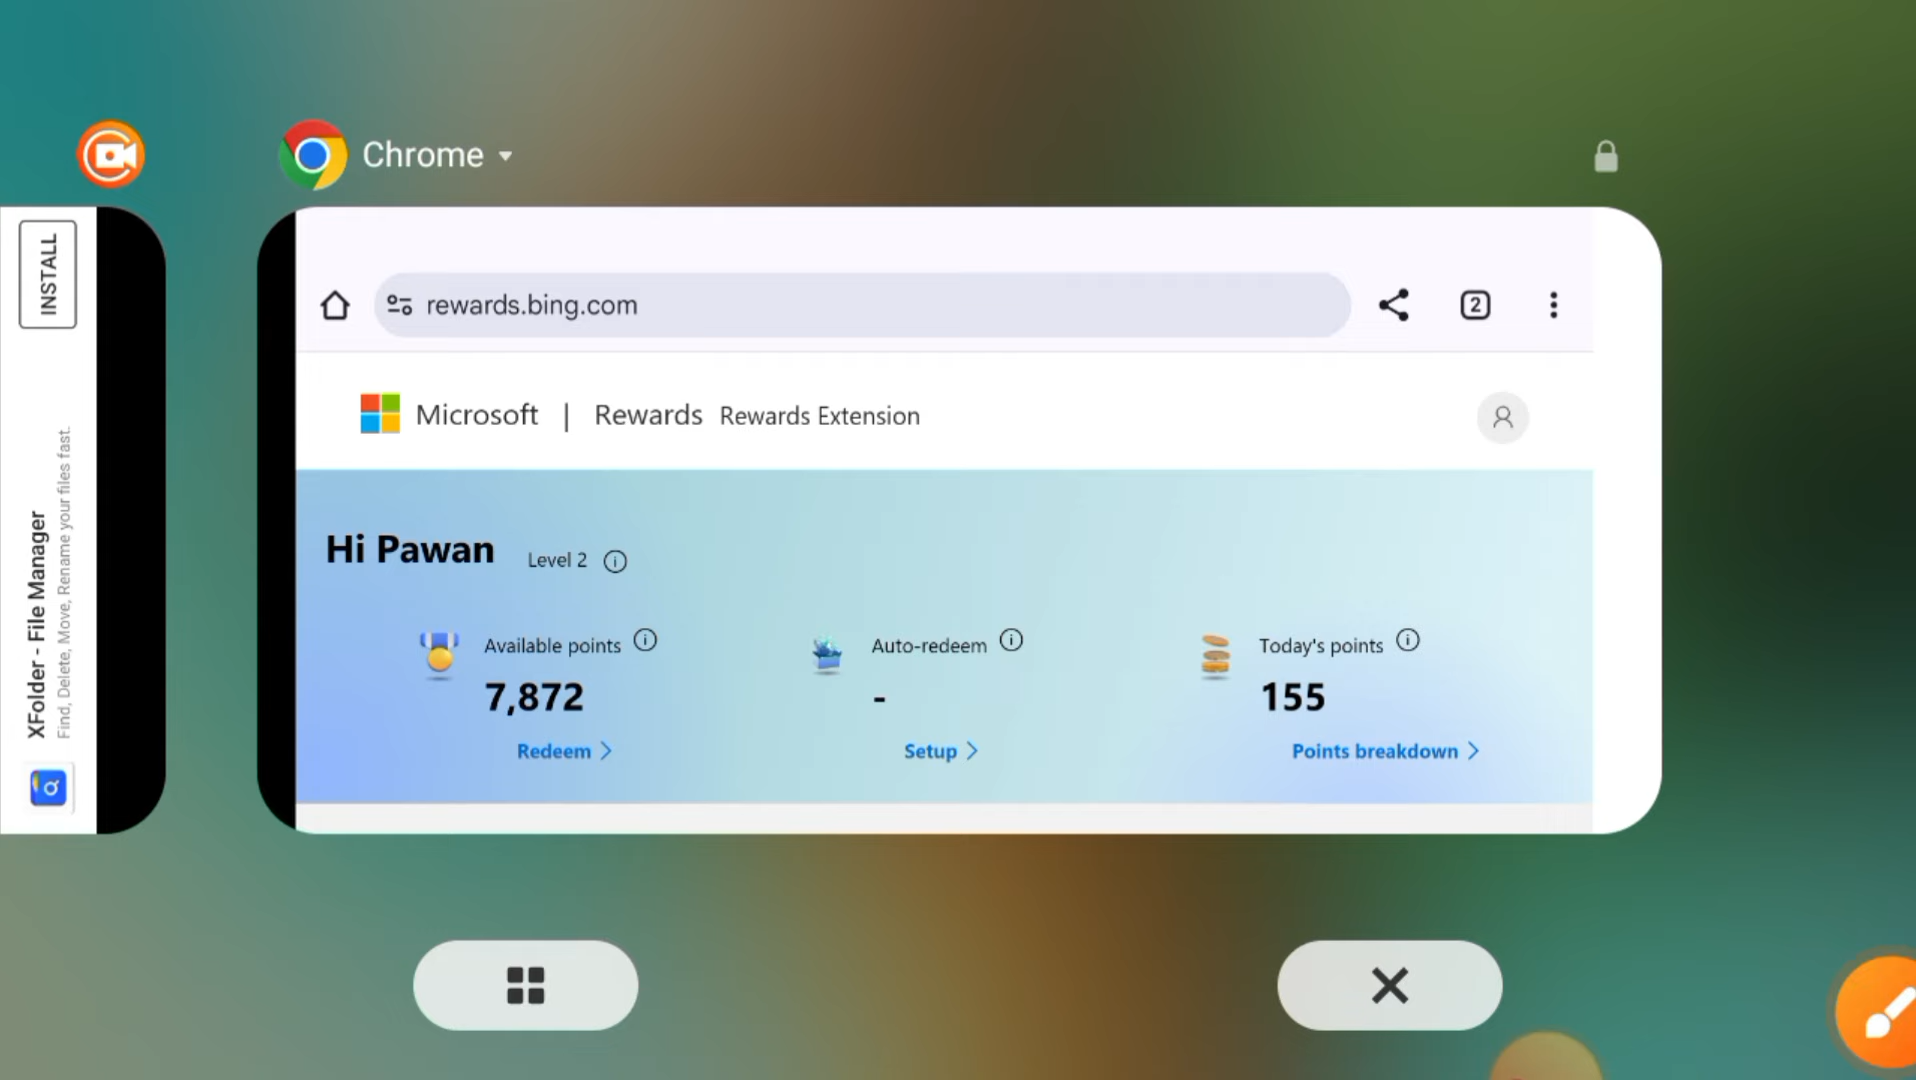 Chrome
INSTALL
XFolder - File Manager
Find, Delete, Move, Rename your files fast.
rewards.bing.com
2
Microsoft | Rewards Rewards Extension
Hi Pawan Level 2
Available points
7,872
Redeem >
Auto-redeem
-
Setup >
Today's points
155
Points breakdown >